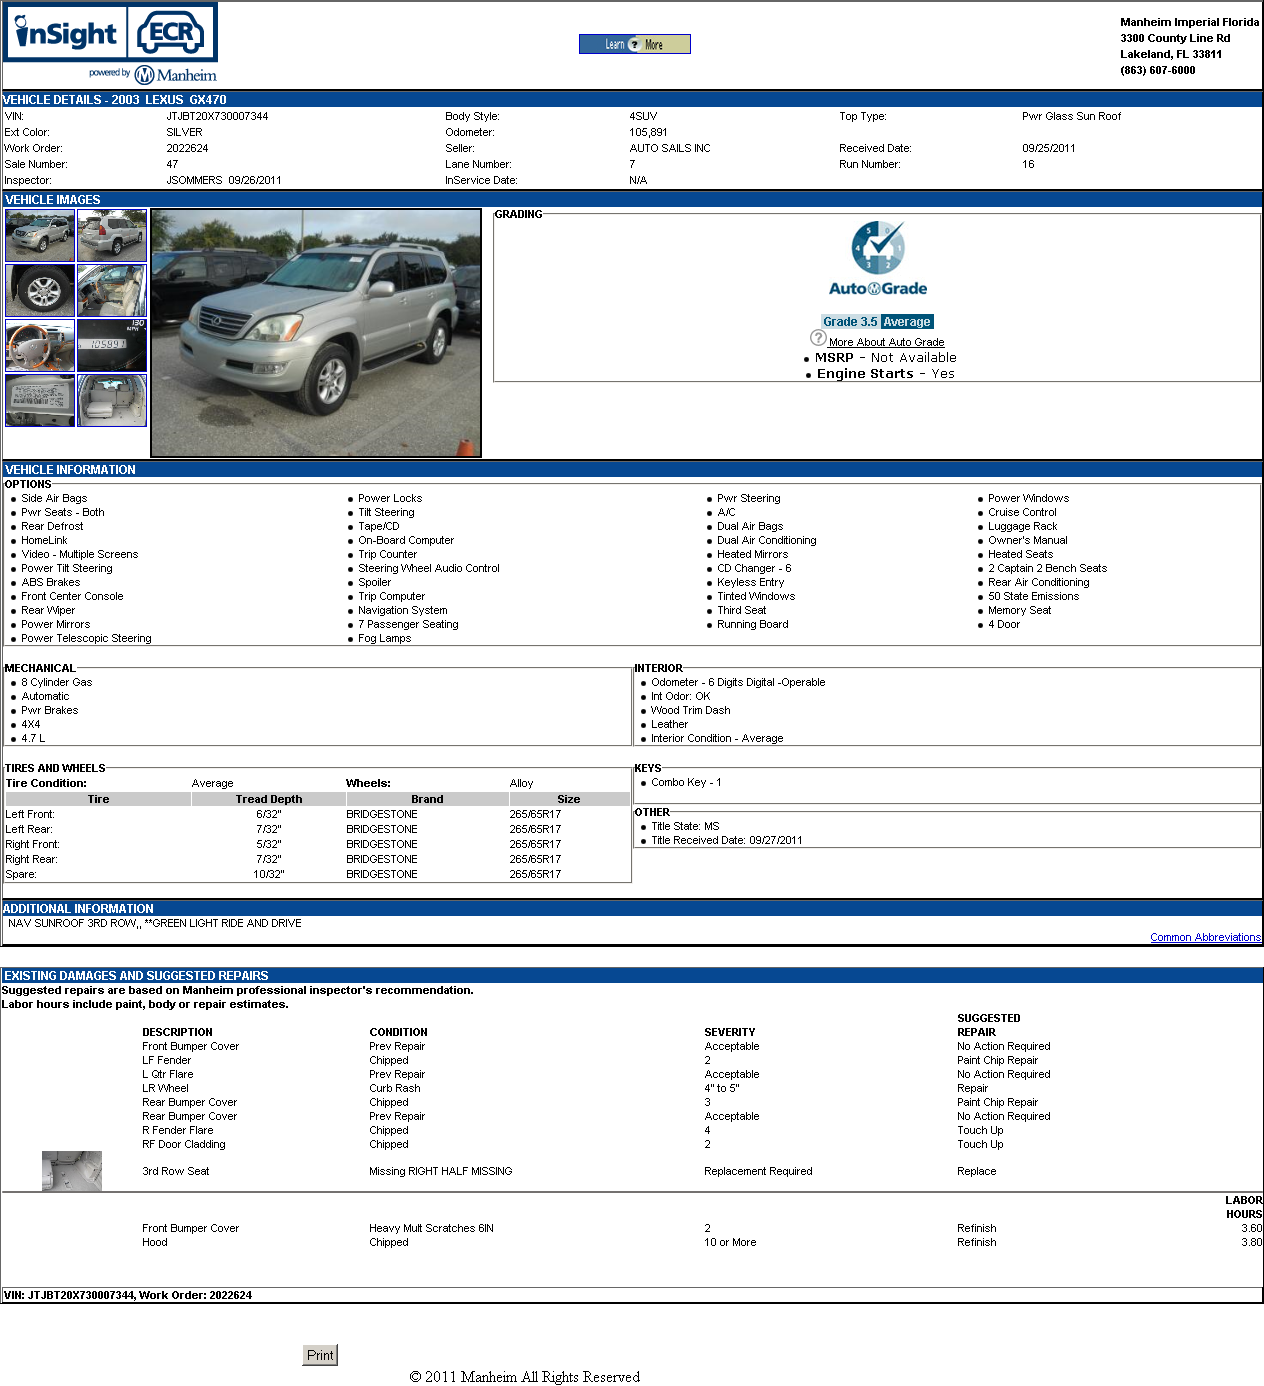 inSight ECR
powered by Manheim
Learn ? More
Manheim Imperial Florida
3300 County Line Rd
Lakeland, FL 33811
(863) 607-6000
VEHICLE DETAILS - 2003 LEXUS GX470
VIN: JTJBT20X730007344 Body Style: 4SUV Top Type: Pwr Glass Sun Roof
Ext Color: SILVER Odometer: 105,891
Work Order: 2022624 Seller: AUTO SAILS INC Received Date: 09/25/2011
Sale Number: 47 Lane Number: 7 Run Number: 16
Inspector: JSOMMERS 09/26/2011 InService Date: N/A
VEHICLE IMAGES
130
MPH
105891
GRADING
5 0
4 1
3 2
AutoGrade
Grade 3.5 Average
? More About Auto Grade
MSRP - Not Available
Engine Starts - Yes
VEHICLE INFORMATION
OPTIONS
Side Air Bags Power Locks Pwr Steering Power Windows
Pwr Seats - Both Tilt Steering A/C Cruise Control
Rear Defrost Tape/CD Dual Air Bags Luggage Rack
HomeLink On-Board Computer Dual Air Conditioning Owner's Manual
Video - Multiple Screens Trip Counter Heated Mirrors Heated Seats
Power Tilt Steering Steering Wheel Audio Control CD Changer - 6 2 Captain 2 Bench Seats
ABS Brakes Spoiler Keyless Entry Rear Air Conditioning
Front Center Console Trip Computer Tinted Windows 50 State Emissions
Rear Wiper Navigation System Third Seat Memory Seat
Power Mirrors 7 Passenger Seating Running Board 4 Door
Power Telescopic Steering Fog Lamps
MECHANICAL
8 Cylinder Gas
Automatic
Pwr Brakes
4X4
4.7 L
INTERIOR
Odometer - 6 Digits Digital -Operable
Int Odor: OK
Wood Trim Dash
Leather
Interior Condition - Average
TIRES AND WHEELS
Tire Condition: Average Wheels: Alloy
Tire Tread Depth Brand Size
Left Front: 6/32" BRIDGESTONE 265/65R17
Left Rear: 7/32" BRIDGESTONE 265/65R17
Right Front: 5/32" BRIDGESTONE 265/65R17
Right Rear: 7/32" BRIDGESTONE 265/65R17
Spare: 10/32" BRIDGESTONE 265/65R17
KEYS
Combo Key - 1
OTHER
Title State: MS
Title Received Date: 09/27/2011
ADDITIONAL INFORMATION
NAV SUNROOF 3RD ROW,, **GREEN LIGHT RIDE AND DRIVE
Common Abbreviations
EXISTING DAMAGES AND SUGGESTED REPAIRS
Suggested repairs are based on Manheim professional inspector's recommendation.
Labor hours include paint, body or repair estimates.
DESCRIPTION CONDITION SEVERITY SUGGESTED REPAIR
Front Bumper Cover Prev Repair Acceptable No Action Required
LF Fender Chipped 2 Paint Chip Repair
L Qtr Flare Prev Repair Acceptable No Action Required
LR Wheel Curb Rash 4" to 5" Repair
Rear Bumper Cover Chipped 3 Paint Chip Repair
Rear Bumper Cover Prev Repair Acceptable No Action Required
R Fender Flare Chipped 4 Touch Up
RF Door Cladding Chipped 2 Touch Up
3rd Row Seat Missing RIGHT HALF MISSING Replacement Required Replace
LABOR HOURS
Front Bumper Cover Heavy Mult Scratches 6IN 2 Refinish 3.60
Hood Chipped 10 or More Refinish 3.80
VIN: JTJBT20X730007344, Work Order: 2022624
Print
© 2011 Manheim All Rights Reserved